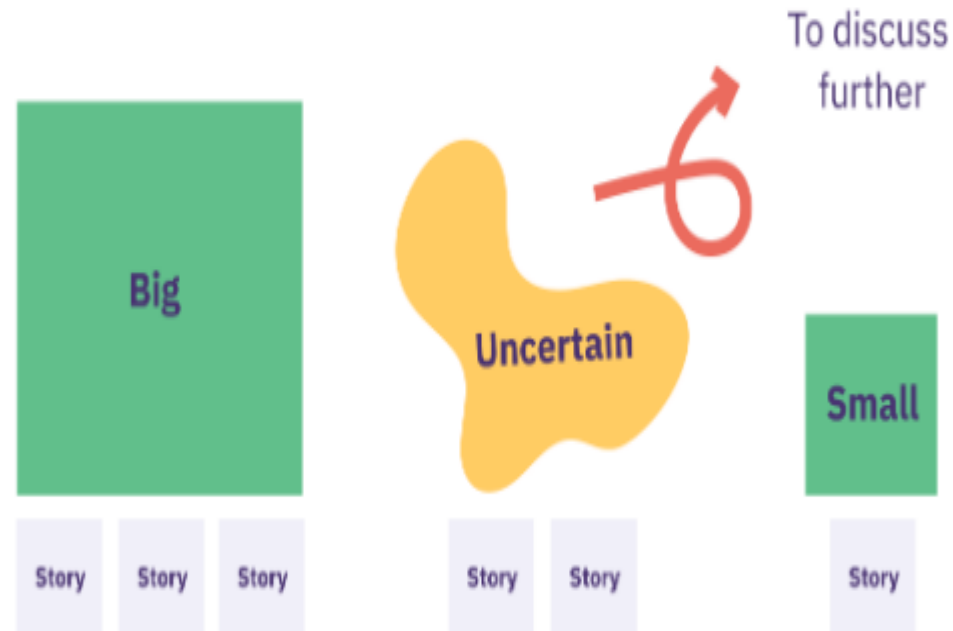 To discuss
further
Big
Uncertain
Small
Story
Story
Story
Story
Story
Story